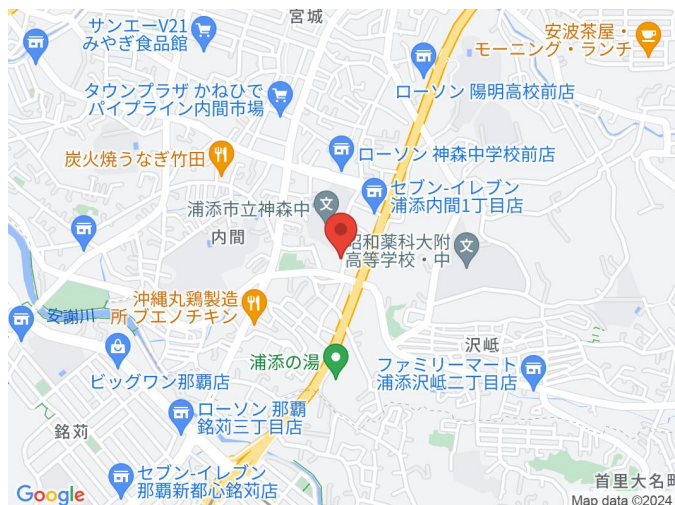 宮城
サンエーV21
みやぎ食品館
安波茶屋・
モーニング・ランチ
タウンプラザ かねひで
パイプライン内間市場
ローソン 陽明高校前店
炭火焼うなぎ竹田
ローソン 神森中学校前店
セブン-イレブン
浦添内間1丁目店
浦添市立神森中
文
内間
昭和薬科大附
高等学校・中
文
沖縄丸鶏製造
所 ブエノチキン
安謝川
沢岻
浦添の湯
ファミリーマート
浦添沢岻二丁目店
ビッグワン那覇店
ローソン 那覇
銘苅三丁目店
銘苅
セブン-イレブン
那覇新都心銘苅店
首里大名町
Google
Map data ©2024